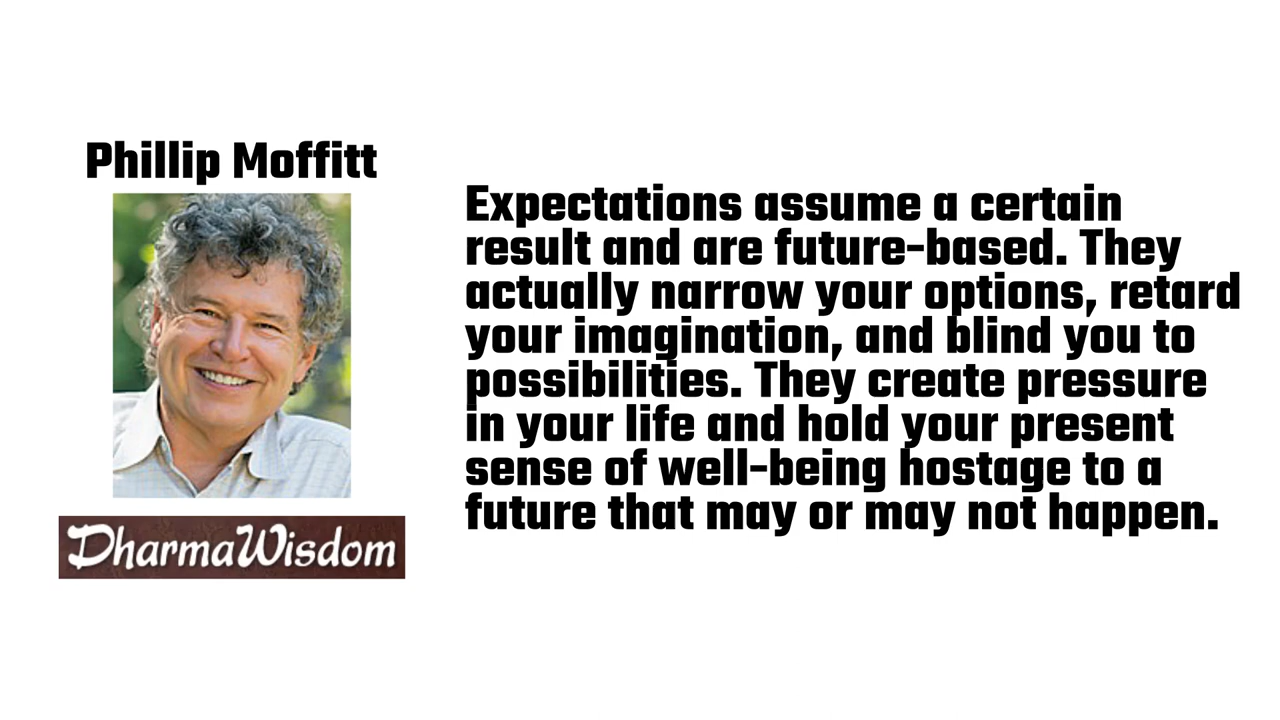 Phillip Moffitt
DharmaWisdom
Expectations assume a certain
result and are future-based. They
actually narrow your options, retard
your imagination, and blind you to
possibilities. They create pressure
in your life and hold your present
sense of well-being hostage to a
future that may or may not happen.